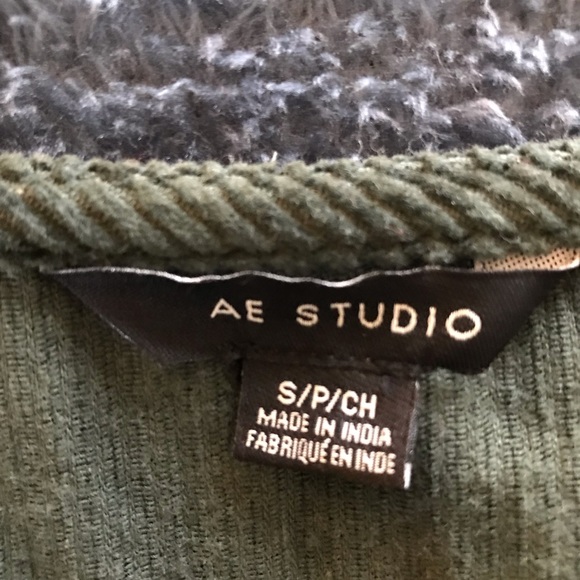 AE STUDIO
S/P/CH
MADE IN INDIA
FABRIQUÉ EN INDE